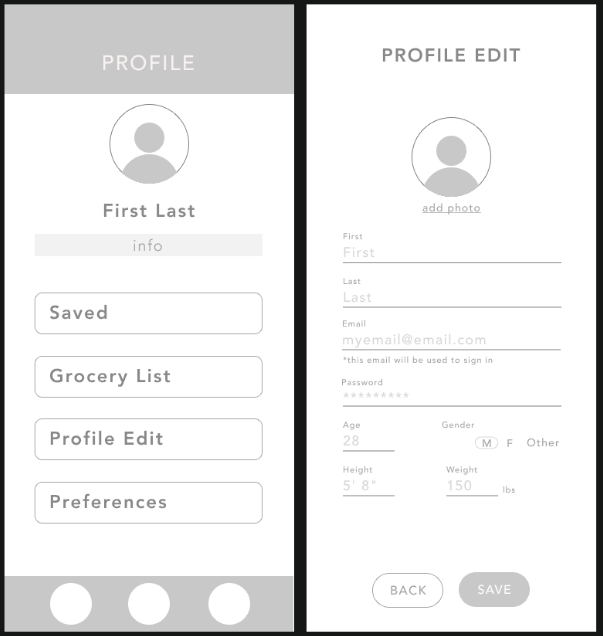 PROFILE
First Last
info
Saved
Grocery List
Profile Edit
Preferences
PROFILE EDIT
add photo
First
First
Last
Last
Email
myemail@email.com
*this email will be used to sign in
Password
*********
Age Gender
28 M F Other
Height Weight
5' 8" 150 lbs
BACK SAVE